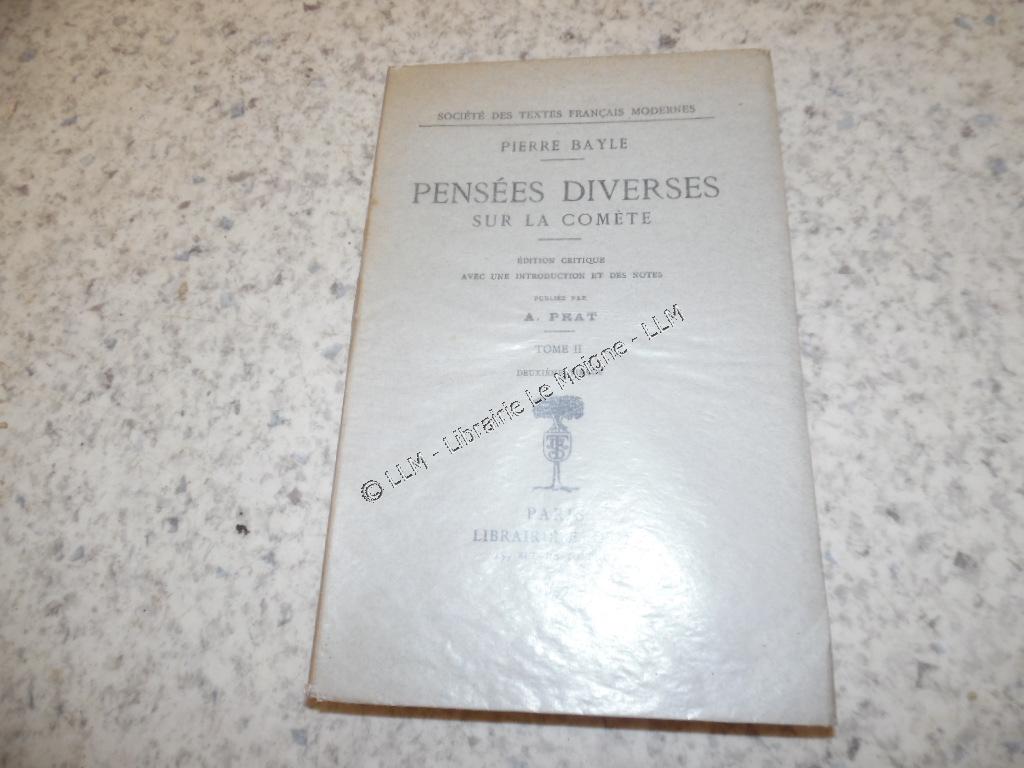 SOCIÉTÉ DES TEXTES FRANÇAIS MODERNES
PIERRE BAYLE
PENSÉES DIVERSES
SUR LA COMÈTE
ÉDITION CRITIQUE
AVEC UNE INTRODUCTION ET DES NOTES
PUBLIÉE PAR
A. PRAT
TOME II
DEUXIÈME
© LLM - Librairie Le Moigne - LLM
PARIS